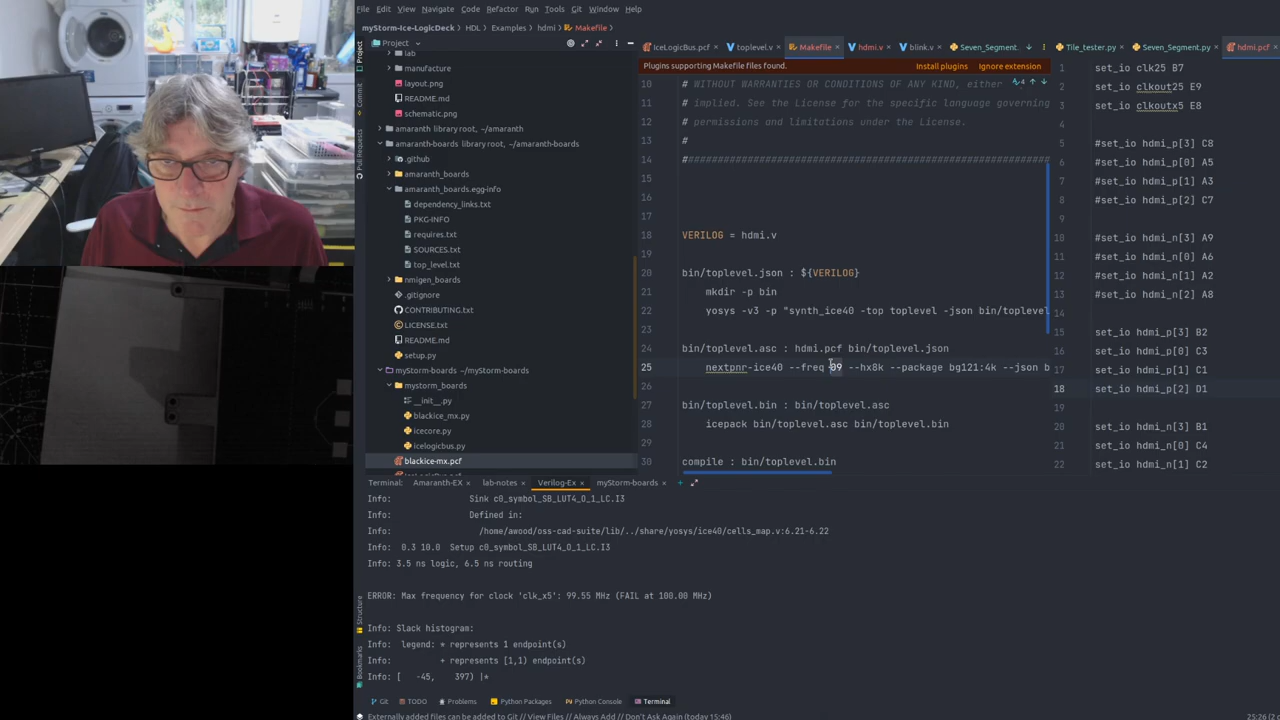 File Edit View Navigate Code Refactor Run Tools Git Window Help
myStorm-Ice-LogicDeck > HDL > Examples > hdmi > Makefile
Project
lab
manufacture
layout.png
README.md
schematic.png
amaranth library root, ~/amaranth
amaranth-boards library root, ~/amaranth-boards
.github
amaranth_boards
amaranth_boards.egg-info
dependency_links.txt
PKG-INFO
requires.txt
SOURCES.txt
top_level.txt
nmigen_boards
.gitignore
CONTRIBUTING.txt
LICENSE.txt
README.md
setup.py
myStorm-boards ~/myStorm-boards
mystorm_boards
__init__.py
blackice_mx.py
icecore.py
icelogicbus.py
blackice-mx.pcf
Project
Commit
Pull Requests
Structure
Bookmarks
iceLogicBus.pcf toplevel.v Makefile hdmi.v blink.v Seven_Segment. Tile_tester.py Seven_Segment.py hdmi.pcf
Plugins supporting Makefile files found. Install plugins Ignore extension
4
10 # WITHOUT WARRANTIES OR CONDITIONS OF ANY KIND, either
11 # implied. See the License for the specific language governing
12 # permissions and limitations under the License.
13 #
14 ###############################################################
15
16
17
18 VERILOG = hdmi.v
19
20 bin/toplevel.json : ${VERILOG}
21 mkdir -p bin
22 yosys -v3 -p "synth_ice40 -top toplevel -json bin/toplevel
23
24 bin/toplevel.asc : hdmi.pcf bin/toplevel.json
25 nextpnr-ice40 --freq 09 --hx8k --package bg121:4k --json b
26
27 bin/toplevel.bin : bin/toplevel.asc
28 icepack bin/toplevel.asc bin/toplevel.bin
29
30 compile : bin/toplevel.bin
1 set_io clk25 B7
2 set_io clkout25 E9
3 set_io clkoutx5 E8
4
5 #set_io hdmi_p[3] C8
6 #set_io hdmi_p[0] A5
7 #set_io hdmi_p[1] A3
8 #set_io hdmi_p[2] C7
9
10 #set_io hdmi_n[3] A9
11 #set_io hdmi_n[0] A6
12 #set_io hdmi_n[1] A2
13 #set_io hdmi_n[2] A8
14
15 set_io hdmi_p[3] B2
16 set_io hdmi_p[0] C3
17 set_io hdmi_p[1] C1
18 set_io hdmi_p[2] D1
19
20 set_io hdmi_n[3] B1
21 set_io hdmi_n[0] C4
22 set_io hdmi_n[1] C2
Terminal: Amaranth-EX lab-notes Verilog-Ex myStorm-boards
Info: Sink c0_symbol_SB_LUT4_O_1_LC.I3
Info: Defined in:
Info: /home/awood/oss-cad-suite/lib/../share/yosys/ice40/cells_map.v:6.21-6.22
Info: 0.3 10.0 Setup c0_symbol_SB_LUT4_O_1_LC.I3
Info: 3.5 ns logic, 6.5 ns routing
ERROR: Max frequency for clock 'clk_x5': 99.55 MHz (FAIL at 100.00 MHz)
Info: Slack histogram:
Info: legend: * represents 1 endpoint(s)
Info: + represents [1,1) endpoint(s)
Info: [ -45, 397) |*
Git TODO Problems Python Packages Python Console Terminal
Externally added files can be added to Git // View Files // Always Add // Don't Ask Again (today 15:46)
25:26